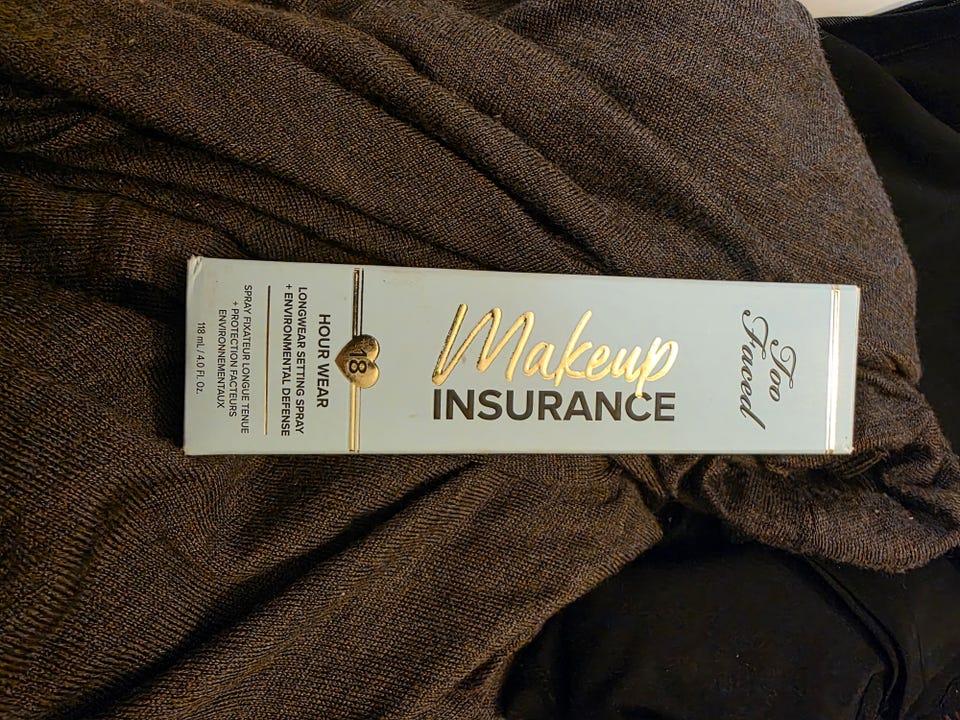 Too
Faced
Makeup
INSURANCE
18
HOUR WEAR
LONGWEAR SETTING SPRAY
+ ENVIRONMENTAL DEFENSE
SPRAY FIXATEUR LONGUE TENUE
+ PROTECTION FACTEURS
ENVIRONNEMENTAUX
118 mL / 4.0 Fl. Oz.